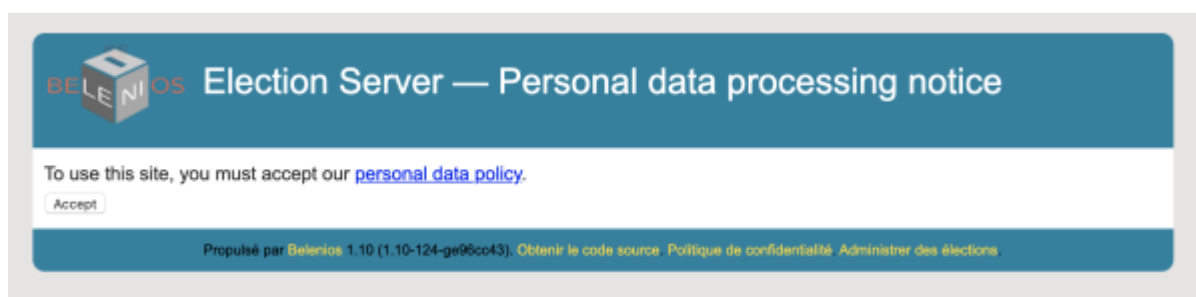 BELENIOS Election Server — Personal data processing notice
To use this site, you must accept our personal data policy.
Accept
Propulsé par Belenios 1.10 (1.10-124-ge96cc43). Obtenir le code source. Politique de confidentialité. Administrer des élections.